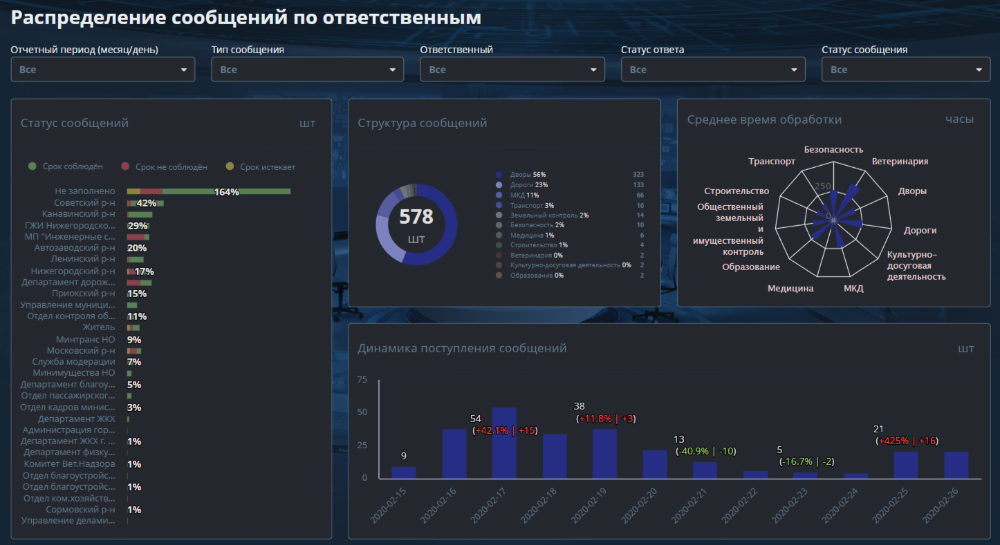 Распределение сообщений по ответственным
Отчетный период (месяц/день)
Тип сообщения
Ответственный
Статус ответа
Статус сообщения
Все
Все
Все
Все
Все
Статус сообщений
шт
Срок соблюдён
Срок не соблюдён
Срок истекает
Не заполнено 164%
Советский р-н 42%
Канавинский р-н
ГЖИ Нижегородско... 29%
МП "Инженерные с...
Автозаводский р-н 20%
Ленинский р-н
Нижегородский р-н 17%
Департамент дорож...
Приокский р-н 15%
Управление муници...
Отдел контроля об... 11%
Житель
Минтранс НО 9%
Московский р-н
Служба модерации 7%
Минимущества НО
Департамент благоу... 5%
Отдел пассажирског...
Отдел кадров минис... 3%
Департамент ЖКХ
Администрация гор...
Департамент ЖКХ г. ... 1%
Департамент физку...
Комитет Вет.Надзора 1%
Отдел благоустройс...
Отдел благоустройс... 1%
Отдел ком.хозяйств...
Сормовский р-н 1%
Управление делами...
Структура сообщений
578
шт
Дворы 56% 323
Дороги 23% 133
МКД 11% 66
Транспорт 3% 16
Земельный контроль 2% 14
Безопасность 2% 10
Медицина 1% 6
Строительство 1% 4
Ветеринария 0% 2
Культурно-досуговая деятельность 0% 2
Образование 0% 2
Среднее время обработки
часы
Безопасность
Ветеринария
Дворы
Дороги
Культурно-
досуговая
деятельность
МКД
Медицина
Образование
Общественный
земельный
и
имущественный
контроль
Строительство
Транспорт
250
0
Динамика поступления сообщений
шт
75
50
25
0
9
54
(+42.1% | +15)
38
(+11.8% | +3)
13
(-40.9% | -10)
5
(-16.7% | -2)
21
(+425% | +16)
2020-02-15
2020-02-16
2020-02-17
2020-02-18
2020-02-19
2020-02-20
2020-02-21
2020-02-22
2020-02-23
2020-02-24
2020-02-25
2020-02-26